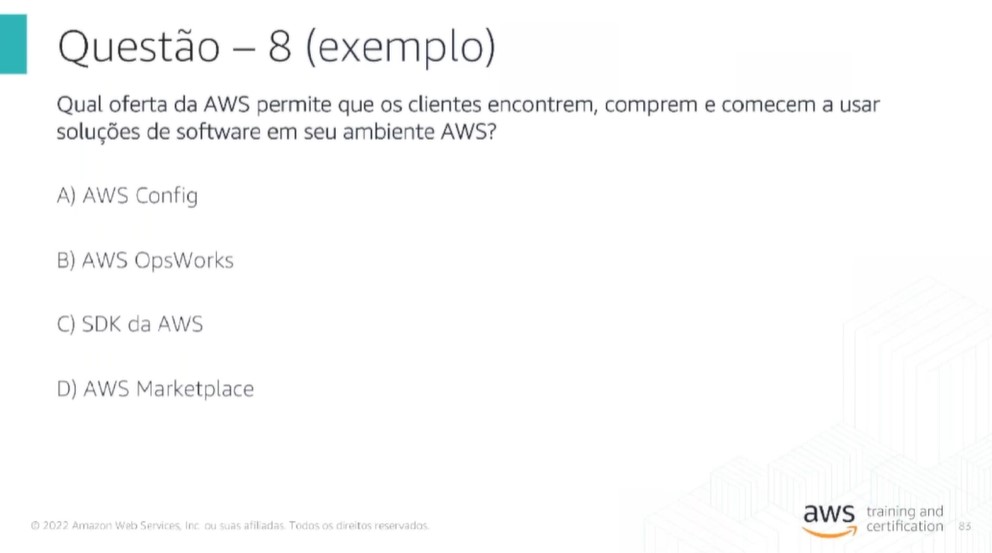 Questão – 8 (exemplo)
Qual oferta da AWS permite que os clientes encontrem, comprem e comecem a usar
soluções de software em seu ambiente AWS?
A) AWS Config
B) AWS OpsWorks
C) SDK da AWS
D) AWS Marketplace
© 2022 Amazon Web Services, Inc. ou suas afiliadas. Todos os direitos reservados.
aws training and
certification
83